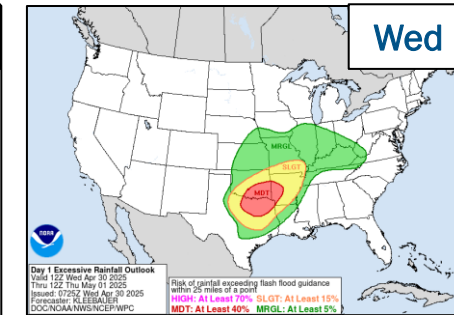 Wed
MRGL
SLGT
MDT
NOAA
Day 1 Excessive Rainfall Outlook
Valid 12Z Wed Apr 30 2025
Thru 12Z Thu May 01 2025
Issued: 0725Z Wed Apr 30 2025
Forecaster: KLEEBAUER
DOC/NOAA/NWS/NCEP/WPC
Risk of rainfall exceeding flash flood guidance
within 25 miles of a point
HIGH: At Least 70% SLGT: At Least 15%
MDT: At Least 40% MRGL: At Least 5%